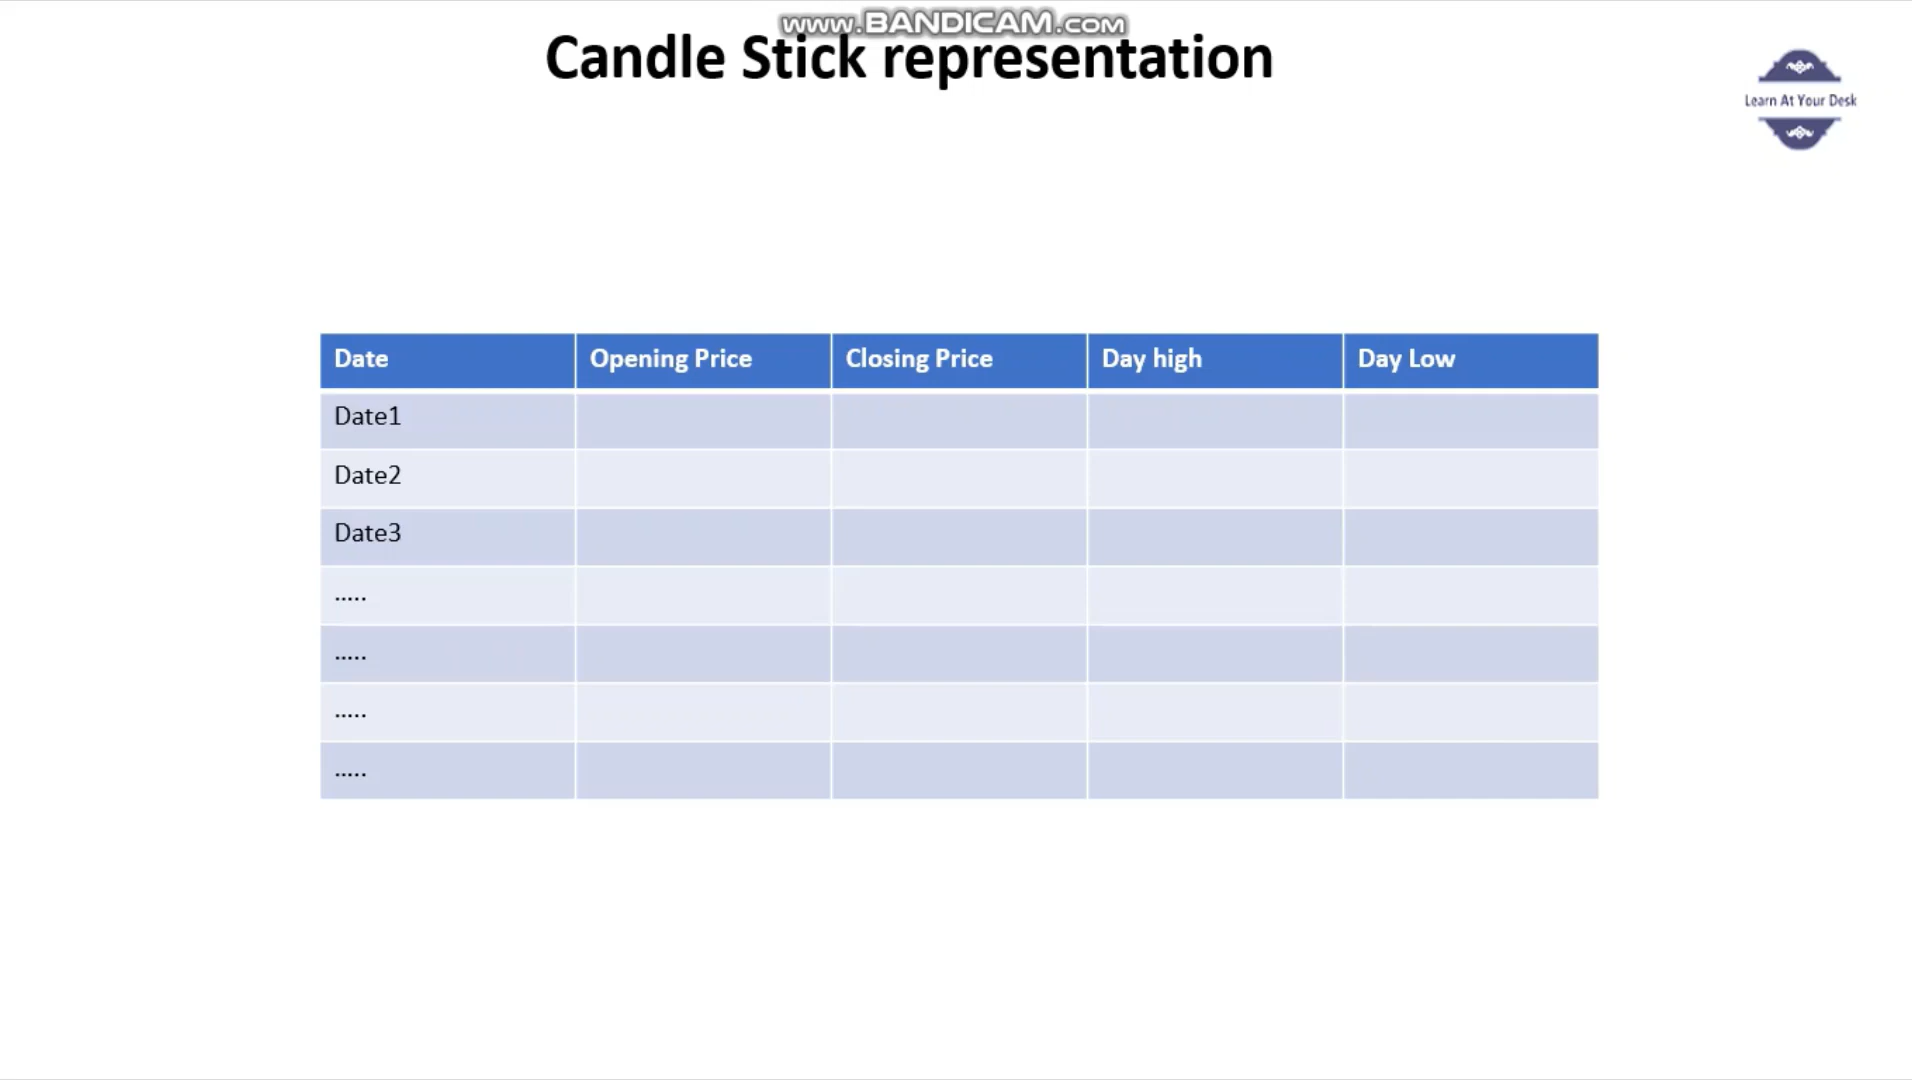 www.BANDICAM.com
Candle Stick representation
Learn At Your Desk
Date Opening Price Closing Price Day high Day Low
Date1
Date2
Date3
.....
.....
.....
.....